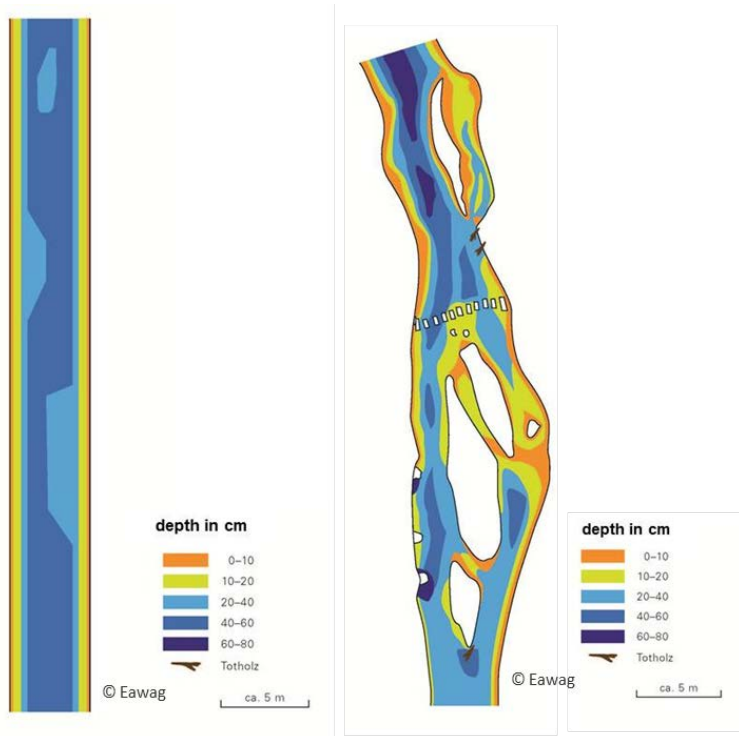 depth in cm
0–10
10–20
20–40
40–60
60–80
Totholz
© Eawag
ca. 5 m
depth in cm
0–10
10–20
20–40
40–60
60–80
Totholz
© Eawag
ca. 5 m